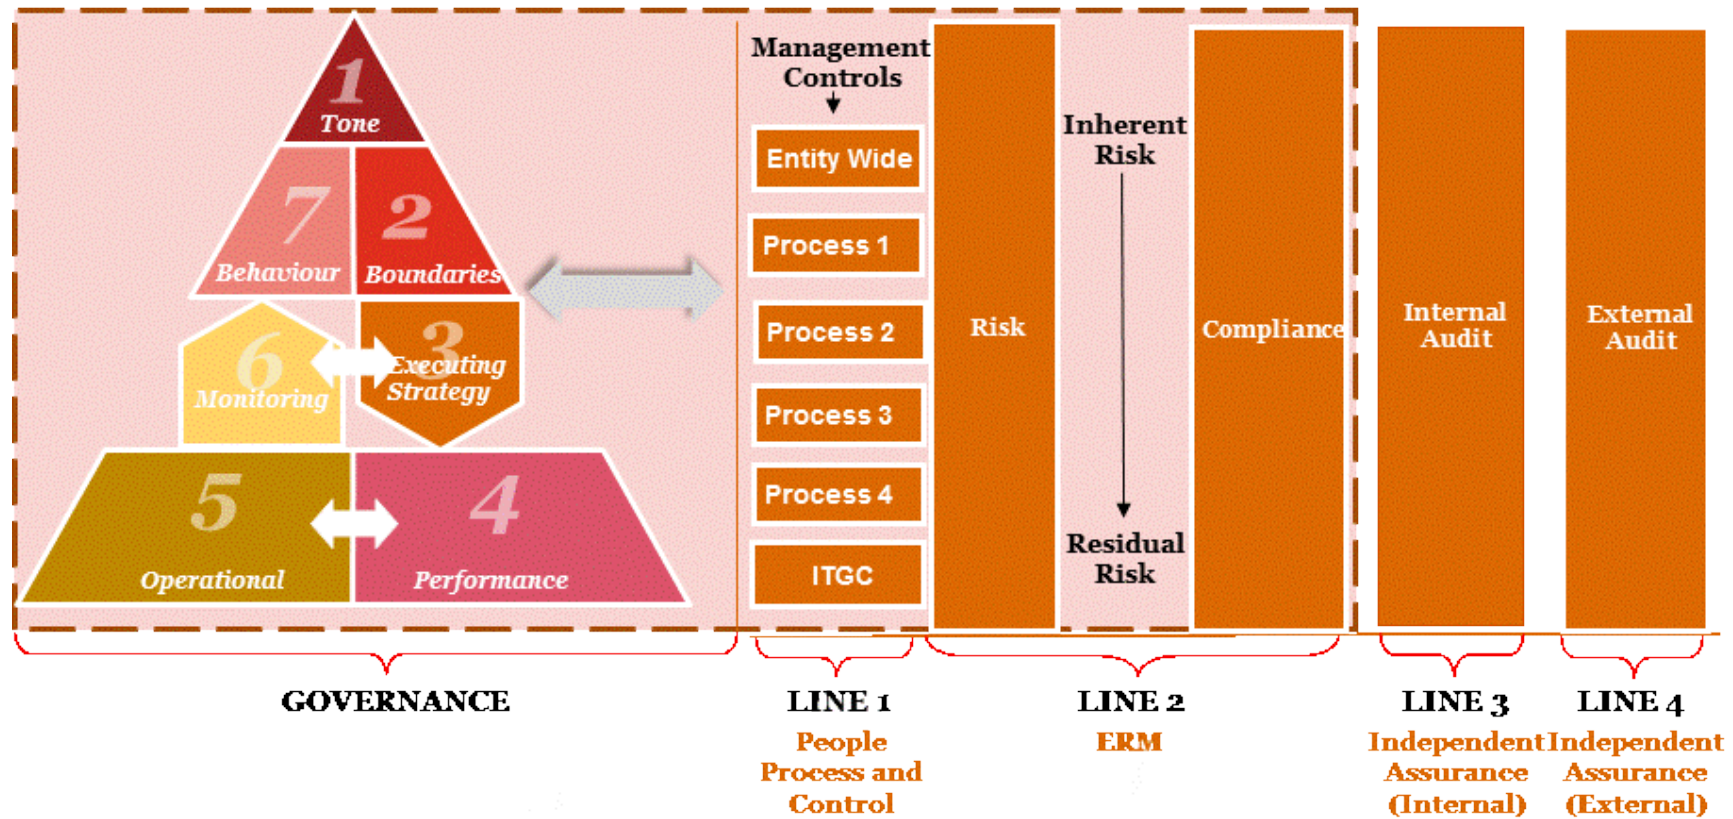 1
Tone
7
Behaviour
2
Boundaries
6
Monitoring
3
Executing
Strategy
5
Operational
4
Performance
GOVERNANCE
Management
Controls
Entity Wide
Process 1
Process 2
Process 3
Process 4
ITGC
LINE 1
People
Process and
Control
Risk
Inherent
Risk
Residual
Risk
Compliance
LINE 2
ERM
Internal
Audit
LINE 3
Independent
Assurance
(Internal)
External
Audit
LINE 4
Independent
Assurance
(External)